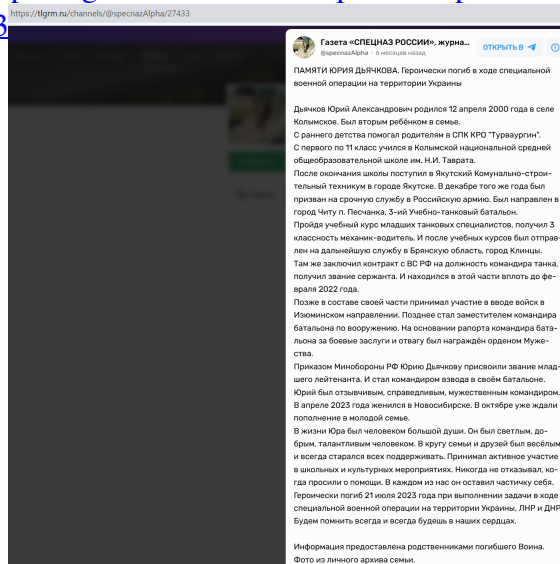 https://tlgrm.ru/channels/@specnazAlpha/27433
Газета «СПЕЦНАЗ РОССИИ», журна...
@specnazAlpha - 6 месяцев назад
ОТКРЫТЬ В
ПАМЯТИ ЮРИЯ ДЬЯЧКОВА. Героически погиб в ходе специальной
военной операции на территории Украины
Дьячков Юрий Александрович родился 12 апреля 2000 года в селе
Колымское. Был вторым ребёнком в семье.
С раннего детства помогал родителям в СПК КРО "Турваургин".
С первого по 11 класс учился в Колымской национальной средней
общеобразовательной школе им. Н.И. Таврата.
После окончания школы поступил в Якутский Комунально-строи-
тельный техникум в городе Якутске. В декабре того же года был
призван на срочную службу в Российскую армию. Был направлен в
город Читу п. Песчанка, 3-ий Учебно-танковый батальон.
Пройдя учебный курс младших танковых специалистов, получил 3
классность механик-водитель. И после учебных курсов был отправ-
лен на дальнейшую службу в Брянскую область, город Клинцы.
Там же заключил контракт с ВС РФ на должность командира танка,
получил звание сержанта. И находился в этой части вплоть до фе-
враля 2022 года.
Позже в составе своей части принимал участие в вводе войск в
Изюминском направлении. Позднее стал заместителем командира
батальона по вооружению. На основании рапорта командира бата-
льона за боевые заслуги и отвагу был награждён орденом Муже-
ства.
Приказом Минобороны РФ Юрию Дьячкову присвоили звание млад-
шего лейтенанта. И стал командиром взвода в своём батальоне.
Юрий был отзывчивым, справедливым, мужественным командиром.
В апреле 2023 года женился в Новосибирске. В октябре уже ждали
пополнение в молодой семье.
В жизни Юра был человеком большой души. Он был светлым, до-
брым, талантливым человеком. В кругу семьи и друзей был весёлым
и всегда старался всех поддерживать. Принимал активное участие
в школьных и культурных мероприятиях. Никогда не отказывал, ко-
гда просили о помощи. В каждом из нас он оставил частичку себя.
Героически погиб 21 июля 2023 года при выполнении задачи в ходе
специальной военной операции на территории Украины, ЛНР и ДНР
Будем помнить всегда и всегда будешь в наших сердцах.
Информация предоставлена родственниками погибшего Воина.
Фото из личного архива семьи.